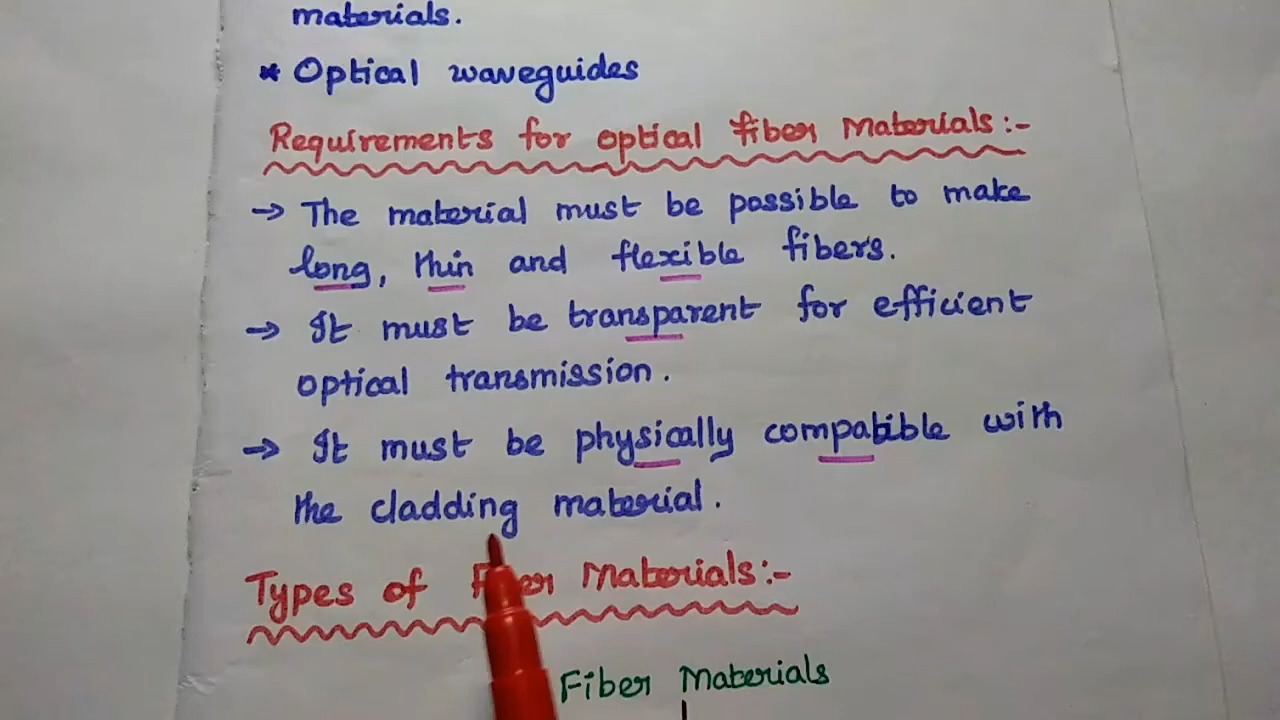 materials.
* Optical waveguides
Requirements for optical fiber Materials:-
→ The material must be possible to make
long, thin and flexible fibers.
→ It must be transparent for efficient
optical transmission.
→ It must be physically compatible with
the cladding material.
Types of Fiber Materials:-
Fiber Materials